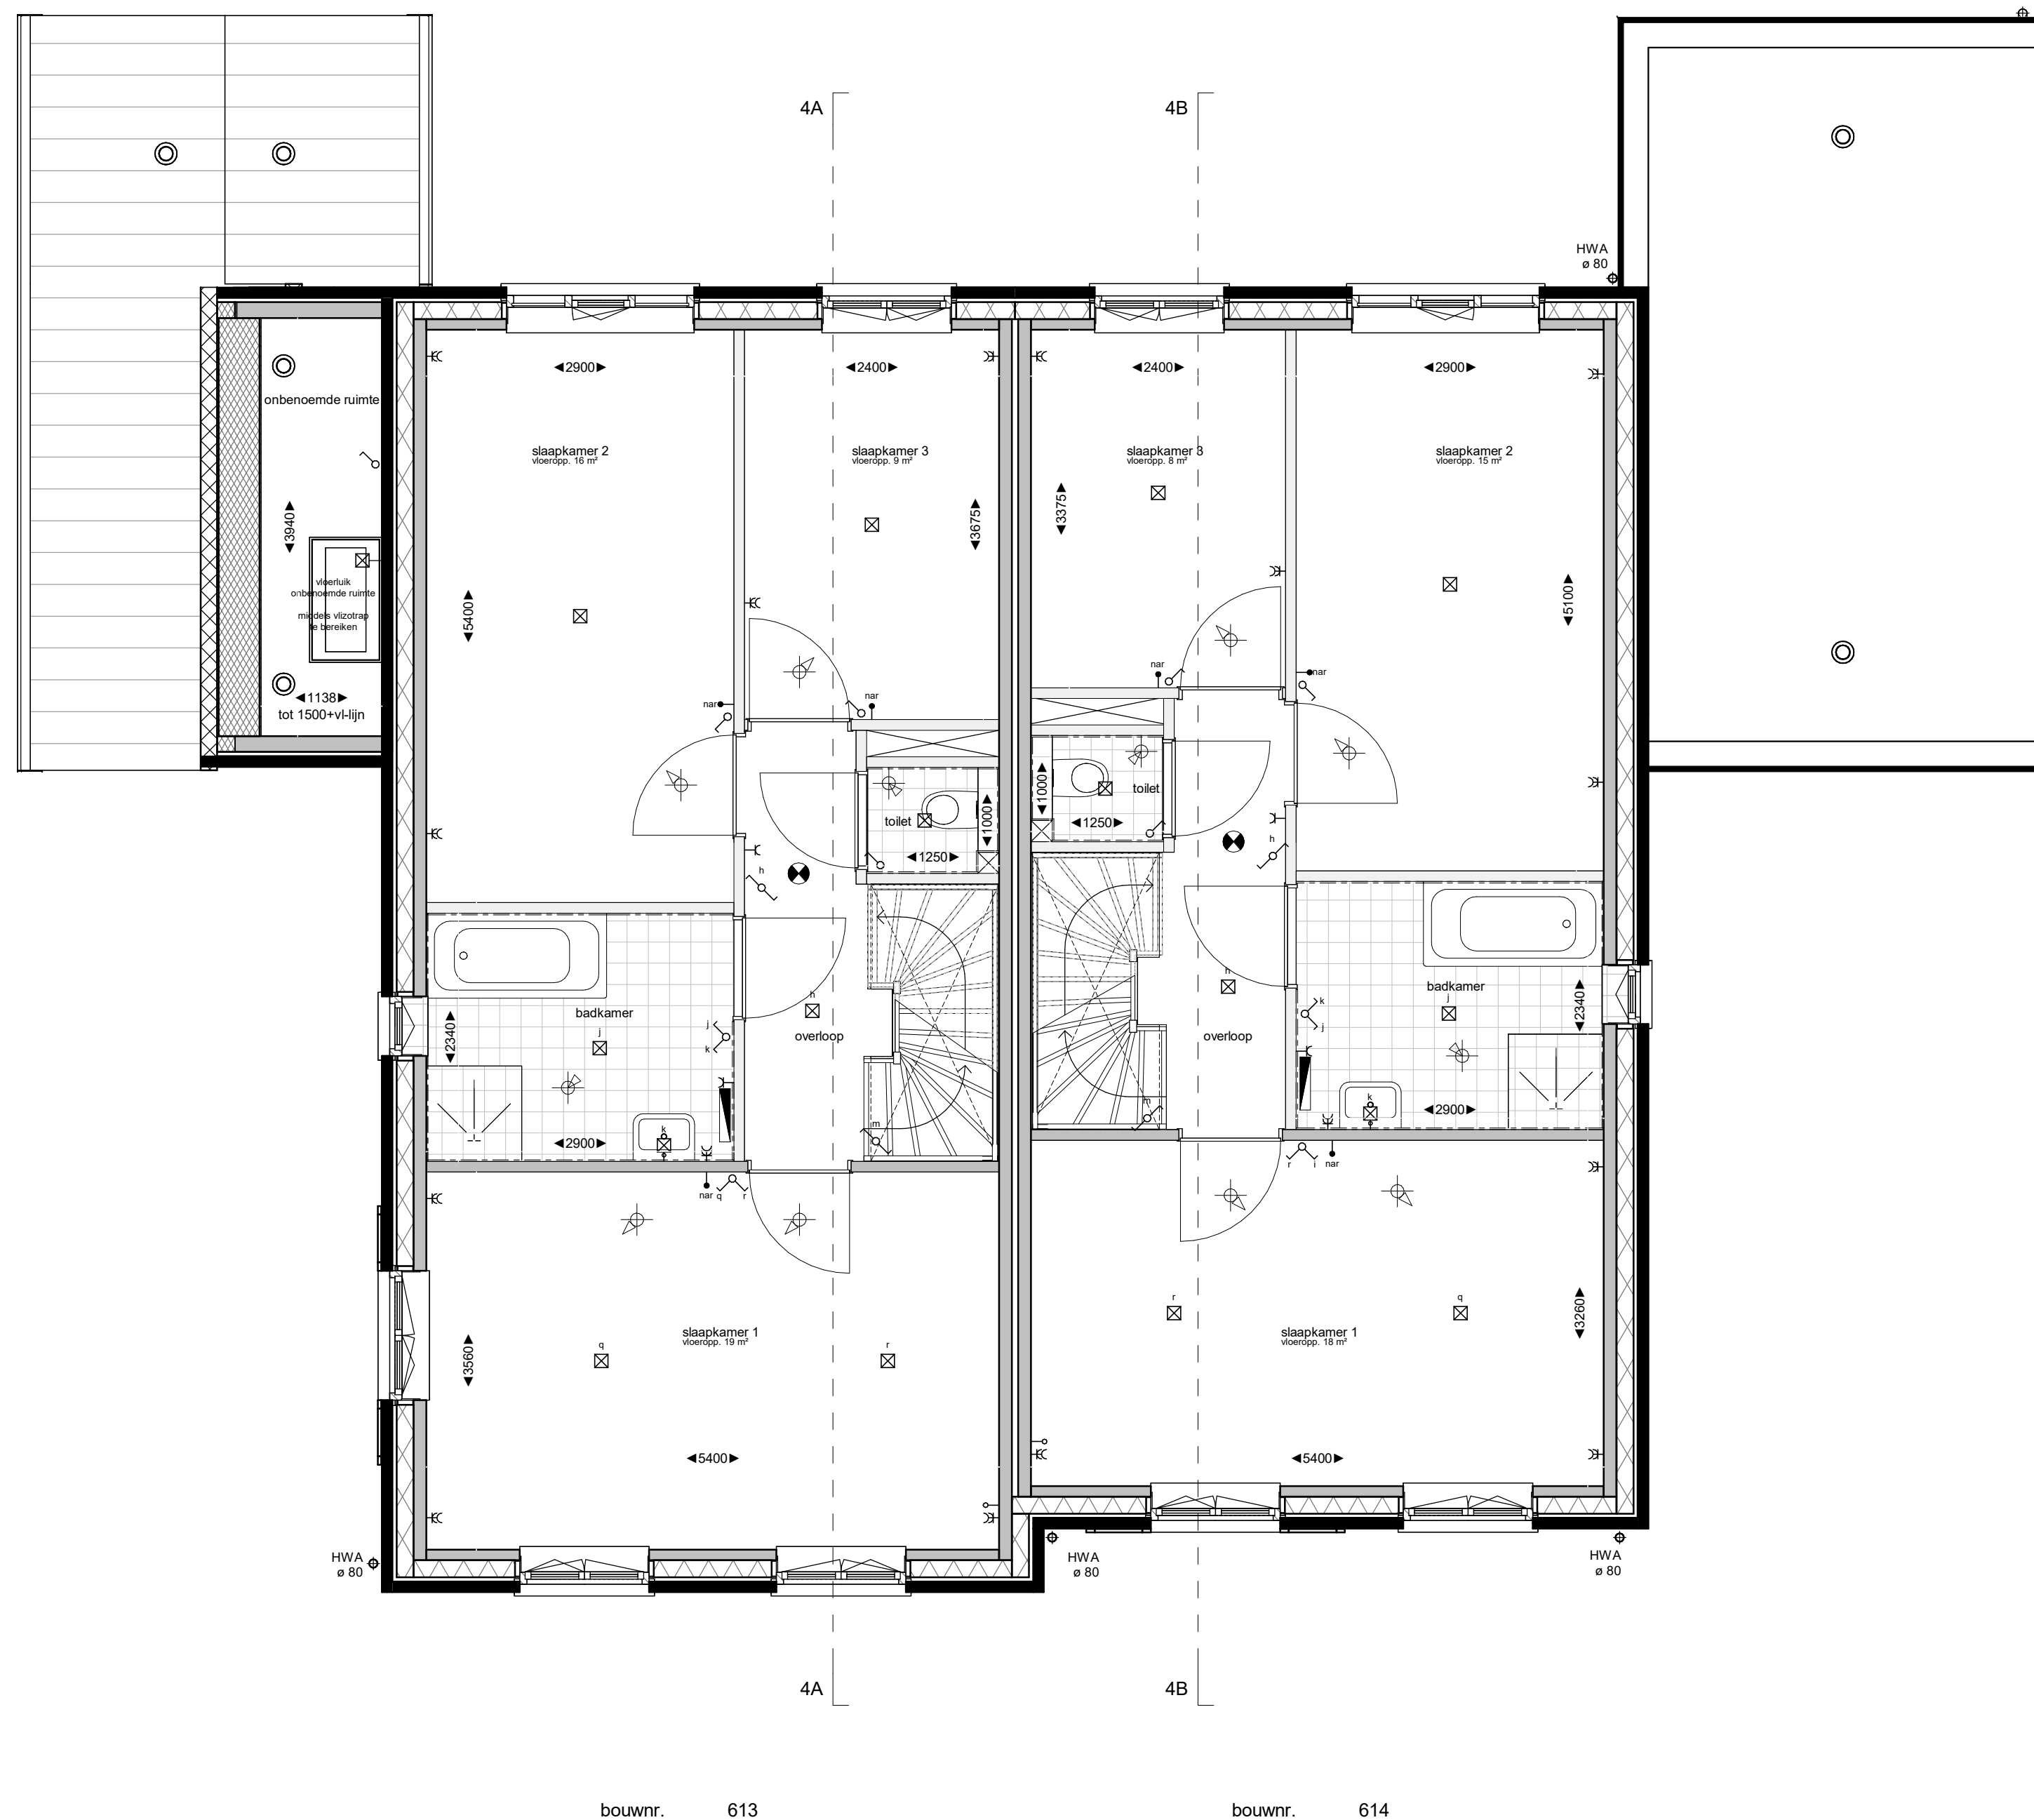 4A
4B
HWA
ø 80
◄2900►
◄2400►
◄2400►
◄2900►
onbenoemde ruimte
slaapkamer 2
vloeropp. 16 m²
slaapkamer 3
vloeropp. 9 m²
slaapkamer 3
vloeropp. 8 m²
slaapkamer 2
vloeropp. 15 m²
◄3940►
◄3675►
◄3375►
◄5400►
◄5100►
vloerluik
onbenoemde ruimte
middels vlizotrap
te bereiken
◄1138►
tot 1500+vl-lijn
nar
nar
nar
nar
toilet
◄1000►
◄1250►
toilet
◄1000►
◄1250►
h
h
badkamer
j
◄2340►
j
k
h
overloop
h
overloop
k
j
badkamer
j
◄2340►
◄2900►
k
m
m
k
◄2900►
nar
q
r
r
i
nar
slaapkamer 1
vloeropp. 19 m²
q
r
◄3560►
◄5400►
r
q
slaapkamer 1
vloeropp. 18 m²
◄3260►
◄5400►
HWA
ø 80
HWA
ø 80
HWA
ø 80
4A
4B
bouwnr. 613
bouwnr. 614